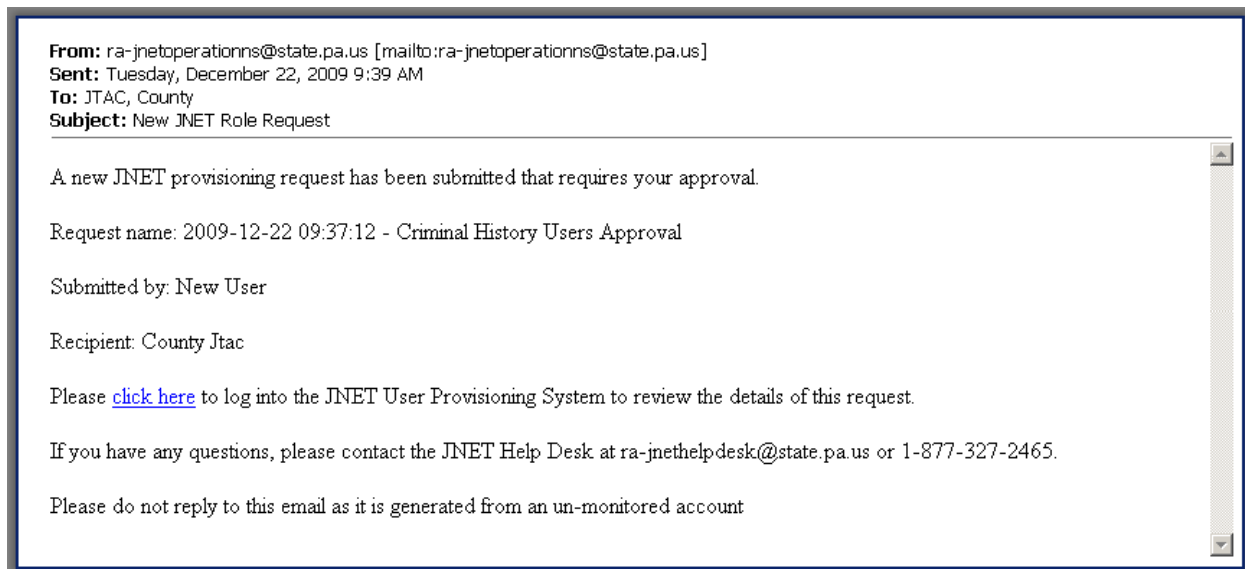 From: ra-jnetoperationns@state.pa.us [mailto:ra-jnetoperationns@state.pa.us]
Sent: Tuesday, December 22, 2009 9:39 AM
To: JTAC, County
Subject: New JNET Role Request
A new JNET provisioning request has been submitted that requires your approval.
Request name: 2009-12-22 09:37:12 - Criminal History Users Approval
Submitted by: New User
Recipient: County Jtac
Please click here to log into the JNET User Provisioning System to review the details of this request.
If you have any questions, please contact the JNET Help Desk at ra-jnethelpdesk@state.pa.us or 1-877-327-2465.
Please do not reply to this email as it is generated from an un-monitored account